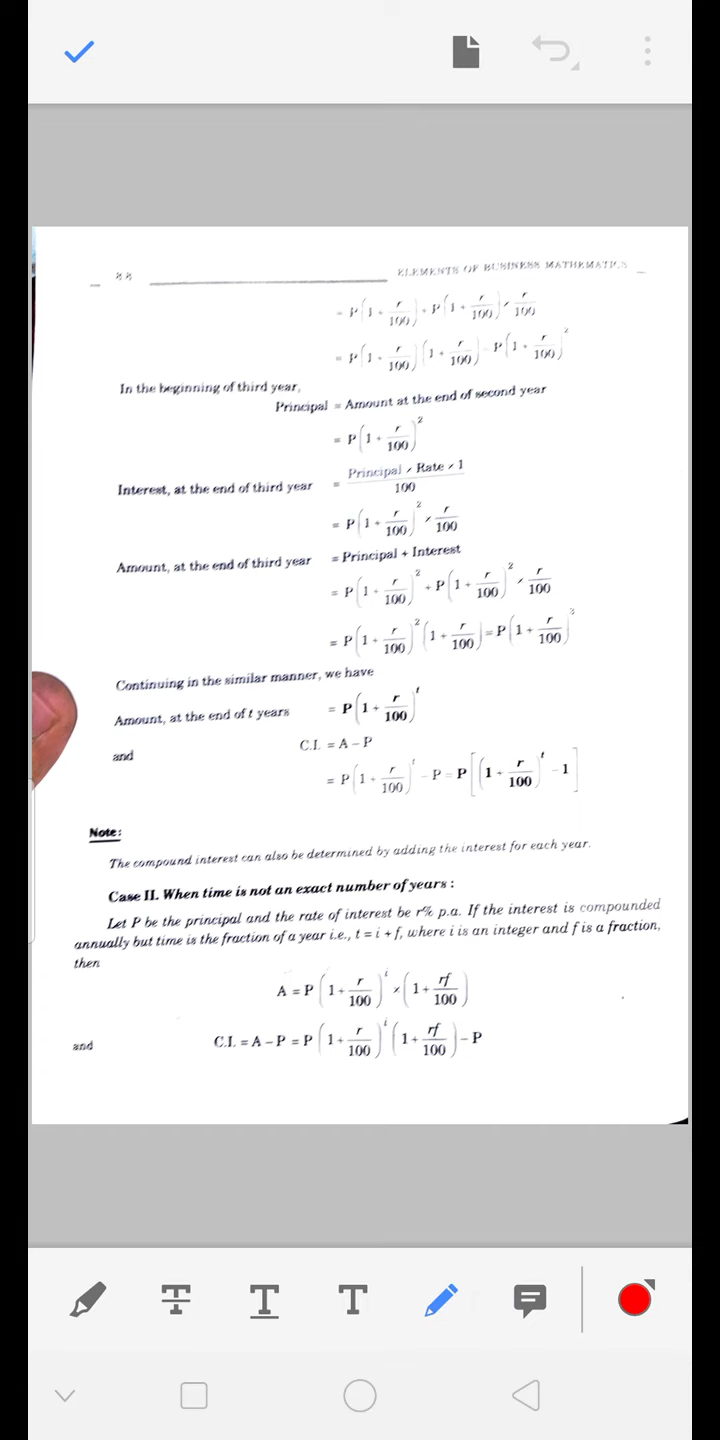 88 ELEMENTS OF BUSINESS MATHEMATICS
= P(1 + r/100) + P(1 + r/100) × r/100
= P(1 + r/100)(1 + r/100) = P(1 + r/100)²
In the beginning of third year,
Principal = Amount at the end of second year
= P(1 + r/100)²
Interest, at the end of third year = Principal × Rate × 1 / 100
= P(1 + r/100)² × r/100
Amount, at the end of third year = Principal + Interest
= P(1 + r/100)² + P(1 + r/100)² × r/100
= P(1 + r/100)²(1 + r/100) = P(1 + r/100)³
Continuing in the similar manner, we have
Amount, at the end of t years = P(1 + r/100)ᵗ
and C.I. = A – P
= P(1 + r/100)ᵗ – P = P[(1 + r/100)ᵗ – 1]
Note:
The compound interest can also be determined by adding the interest for each year.
Case II. When time is not an exact number of years :
Let P be the principal and the rate of interest be r% p.a. If the interest is compounded
annually but time is the fraction of a year i.e., t = i + f, where i is an integer and f is a fraction,
then
A = P(1 + r/100)ⁱ × (1 + rf/100)
and C.I. = A – P = P(1 + r/100)ⁱ(1 + rf/100) – P
T
T
T